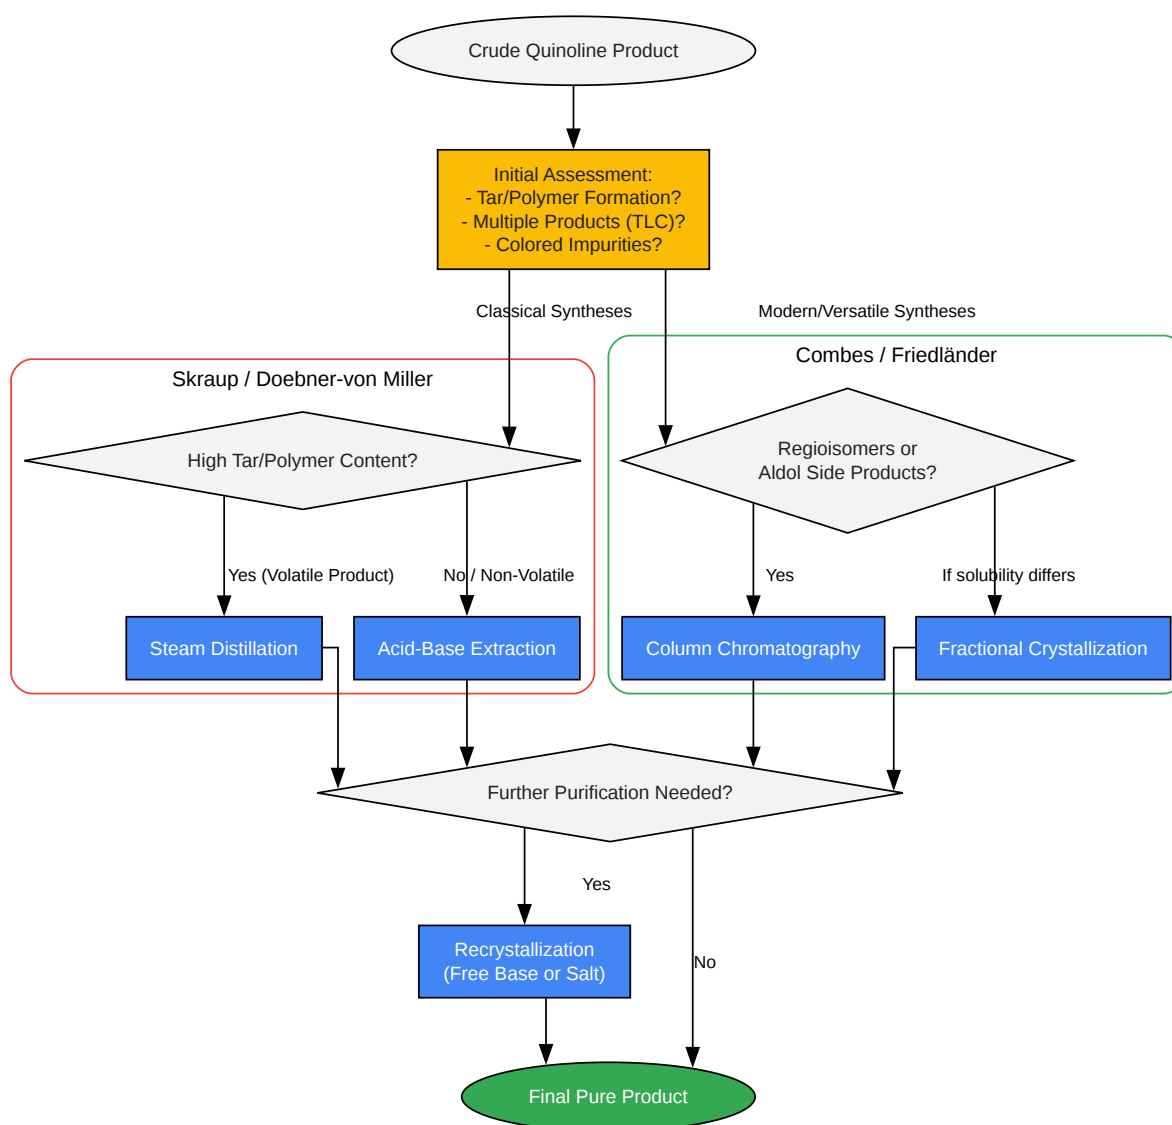 Crude Quinoline Product
Initial Assessment:
- Tar/Polymer Formation?
- Multiple Products (TLC)?
- Colored Impurities?
Classical Syntheses
Modern/Versatile Syntheses
Skraup / Doebner-von Miller
Combes / Friedländer
High Tar/Polymer Content?
Regioisomers or
Aldol Side Products?
Yes (Volatile Product)
No / Non-Volatile
Yes
If solubility differs
Steam Distillation
Acid-Base Extraction
Column Chromatography
Fractional Crystallization
Further Purification Needed?
Yes
Recrystallization
(Free Base or Salt)
No
Final Pure Product